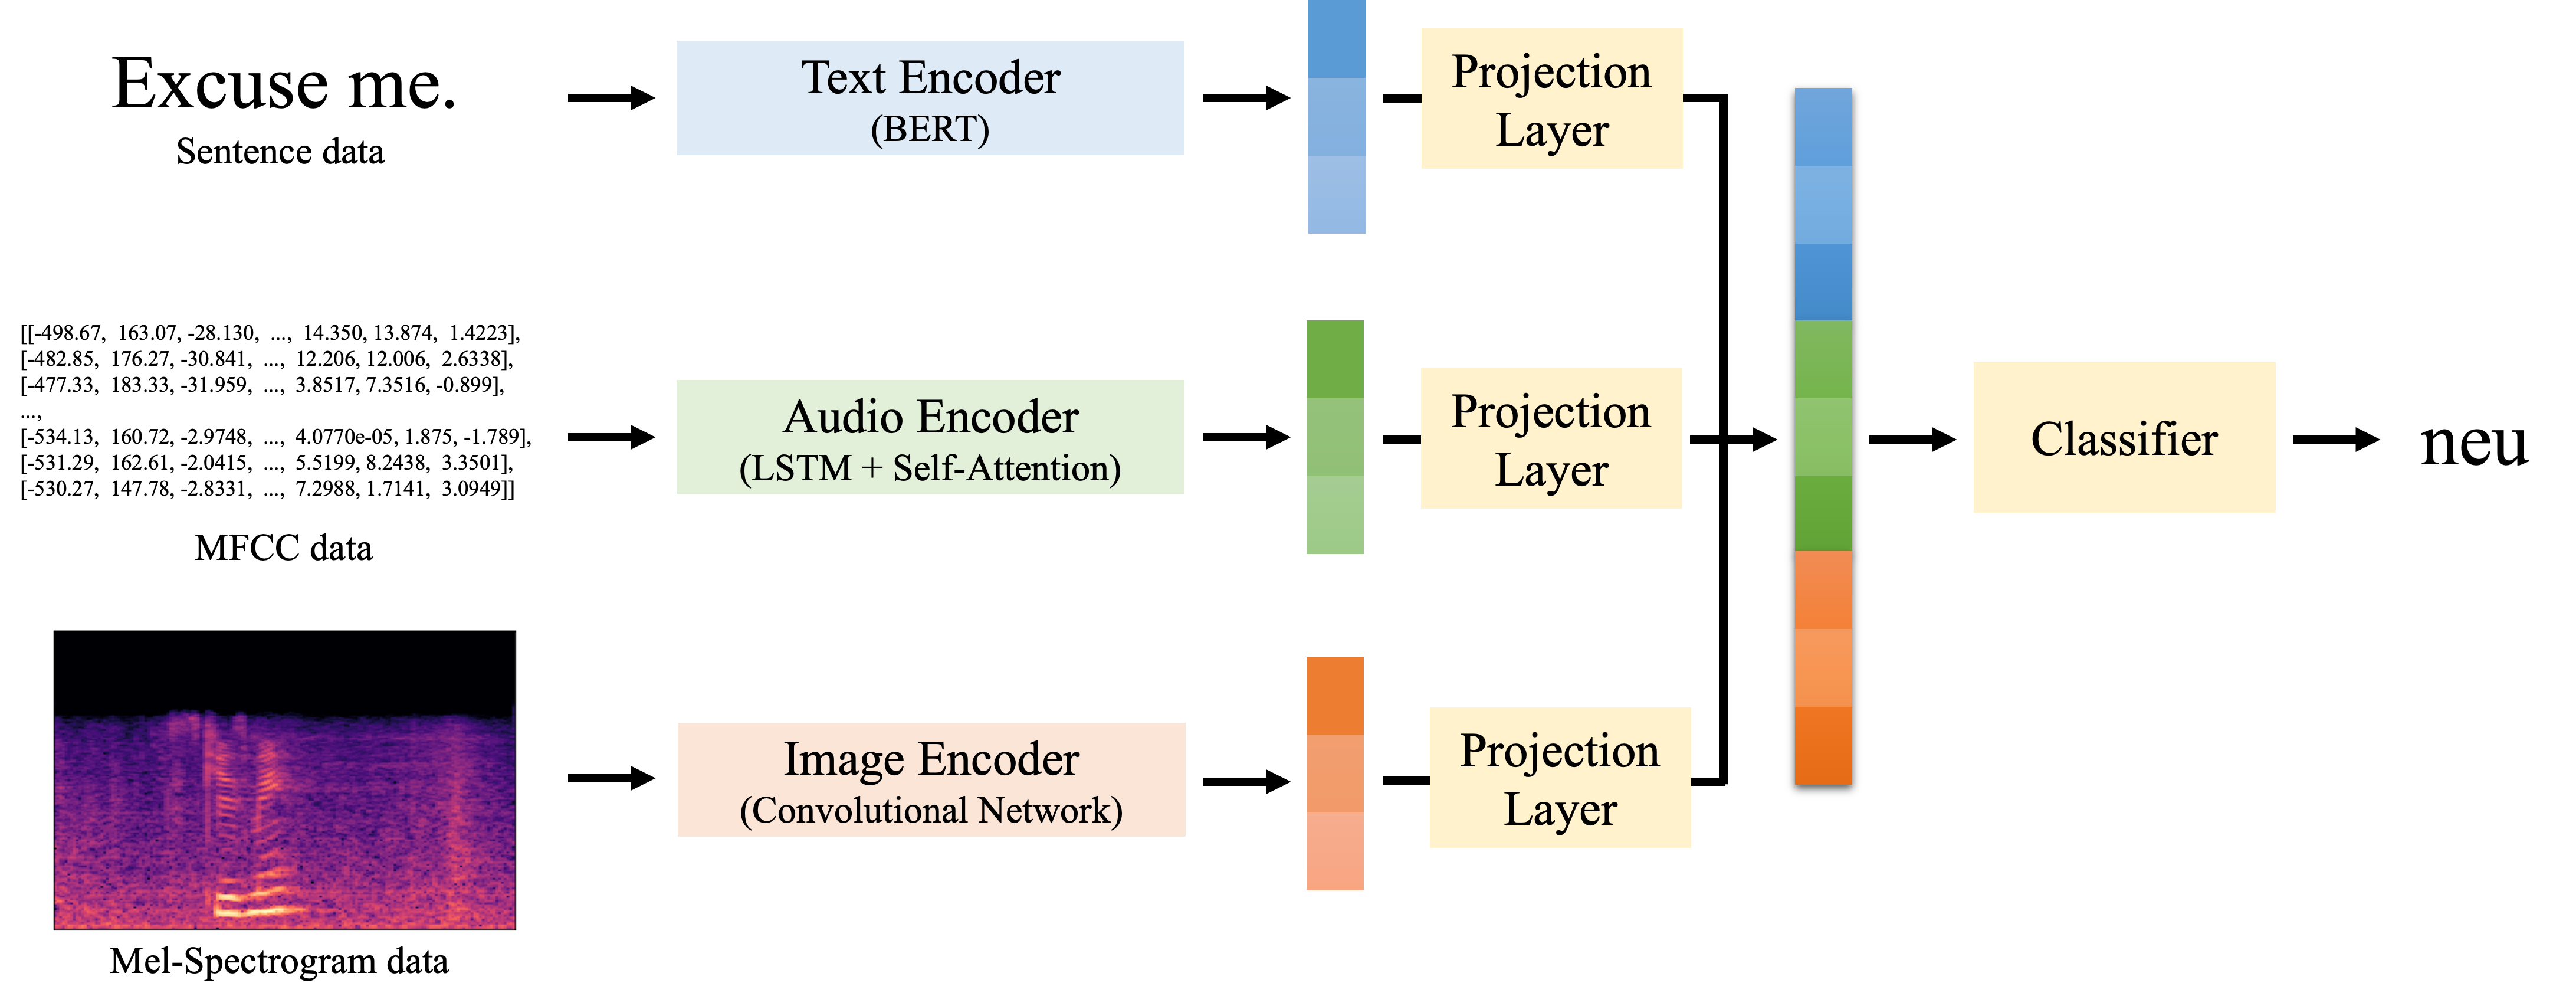 Excuse me.
Sentence data
Text Encoder
(BERT)
Projection
Layer
[[-498.67, 163.07, -28.130, ..., 14.350, 13.874, 1.4223],
[-482.85, 176.27, -30.841, ..., 12.206, 12.006, 2.6338],
[-477.33, 183.33, -31.959, ..., 3.8517, 7.3516, -0.899],
...,
[-534.13, 160.72, -2.9748, ..., 4.0770e-05, 1.875, -1.789],
[-531.29, 162.61, -2.0415, ..., 5.5199, 8.2438, 3.3501],
[-530.27, 147.78, -2.8331, ..., 7.2988, 1.7141, 3.0949]]
MFCC data
Audio Encoder
(LSTM + Self-Attention)
Projection
Layer
Classifier
neu
Mel-Spectrogram data
Image Encoder
(Convolutional Network)
Projection
Layer